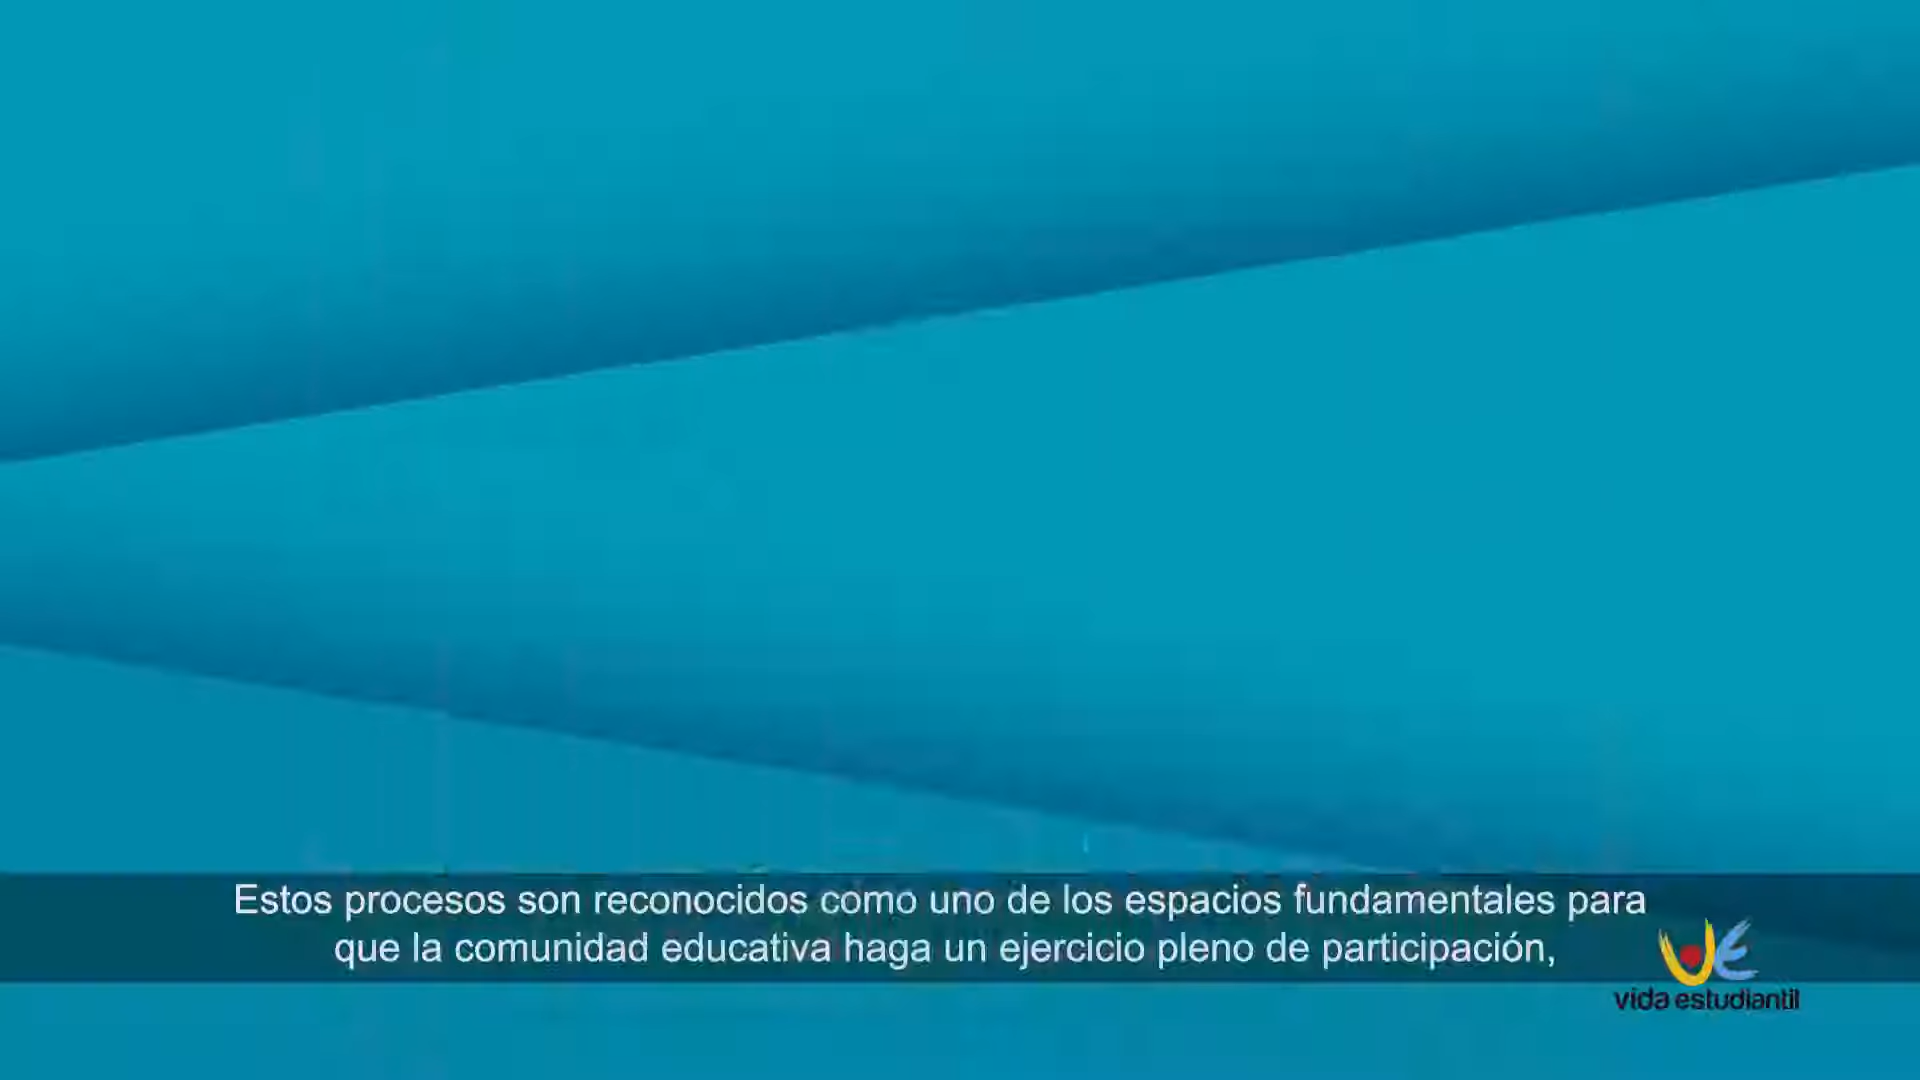 Estos procesos son reconocidos como uno de los espacios fundamentales para
que la comunidad educativa haga un ejercicio pleno de participación,
vida estudiantil